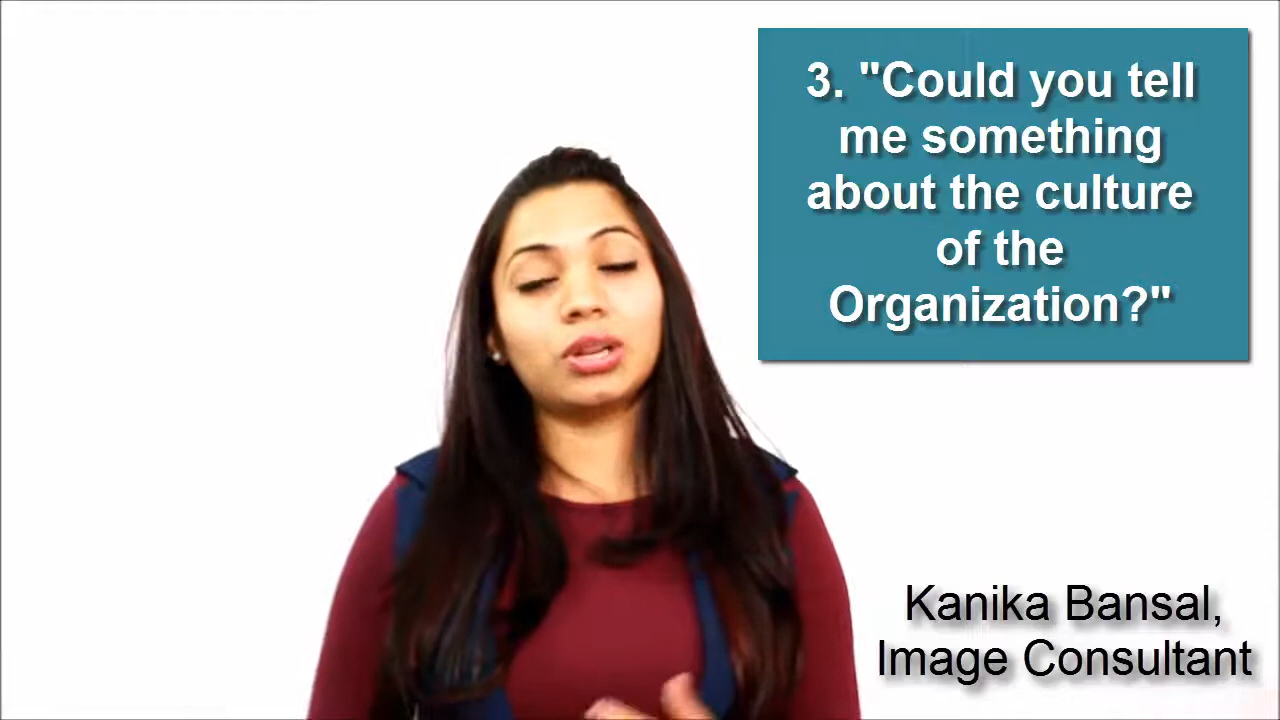 3. "Could you tell
me something
about the culture
of the
Organization?"
Kanika Bansal,
Image Consultant